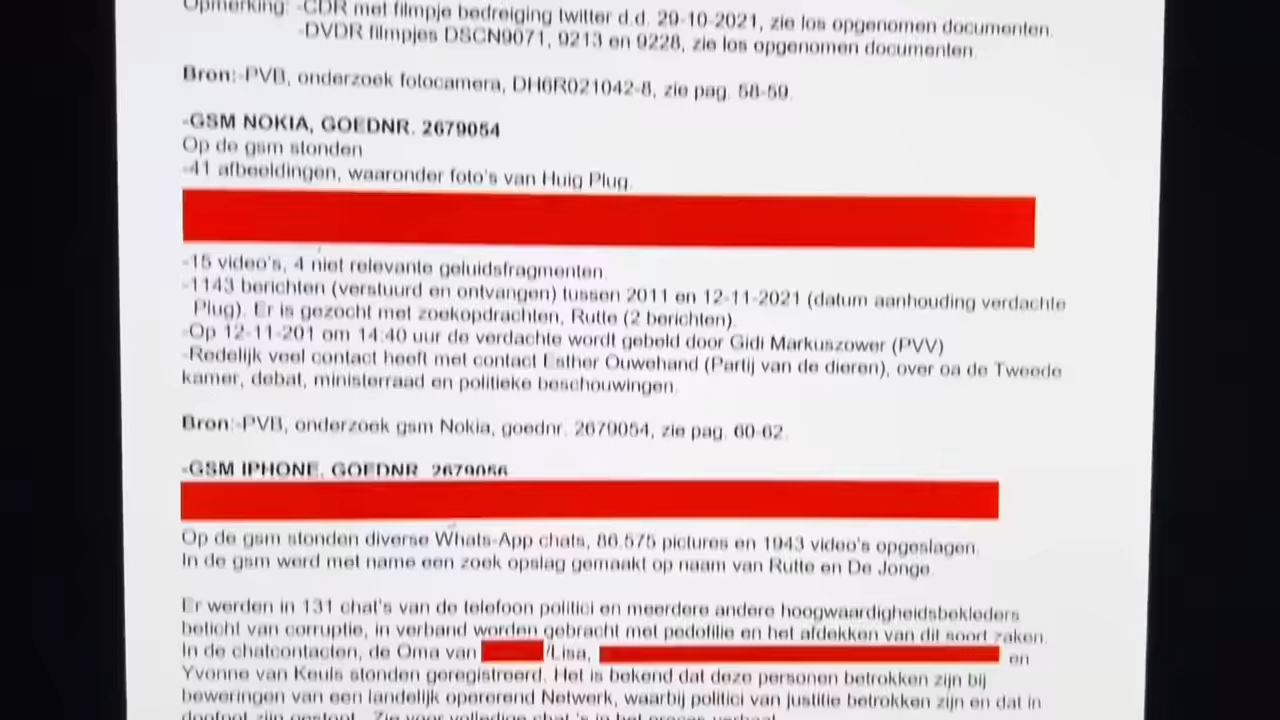 Opmerking: -CDR met filmpje bedreiging twitter d.d. 29-10-2021, zie los opgenomen documenten.
-DVDR filmpjes DSCN9071, 9213 en 9228, zie los opgenomen documenten.
Bron:-PVB, onderzoek fotocamera, DH6R021042-8, zie pag. 58-59.
-GSM NOKIA, GOEDNR. 2679054
Op de gsm stonden
-41 afbeeldingen, waaronder foto's van Huig Plug.
-15 video's, 4 niet relevante geluidsfragmenten.
-1143 berichten (verstuurd en ontvangen) tussen 2011 en 12-11-2021 (datum aanhouding verdachte
Plug). Er is gezocht met zoekopdrachten, Rutte (2 berichten).
-Op 12-11-201 om 14:40 uur de verdachte wordt gebeld door Gidi Markuszower (PVV)
-Redelijk veel contact heeft met contact Esther Ouwehand (Partij van de dieren), over oa de Tweede
kamer, debat, ministerraad en politieke beschouwingen.
Bron:-PVB, onderzoek gsm Nokia, goednr. 2679054, zie pag. 60-62.
-GSM IPHONE, GOEDNR. 2679056
Op de gsm stonden diverse Whats-App chats, 86.575 pictures en 1943 video's opgeslagen.
In de gsm werd met name een zoek opslag gemaakt op naam van Rutte en De Jonge.
Er werden in 131 chat's van de telefoon politici en meerdere andere hoogwaardigheidsbekleders
beticht van corruptie, in verband worden gebracht met pedofilie en het afdekken van dit soort zaken.
In de chatcontacten, de Oma van /Lisa, en
Yvonne van Keuls stonden geregistreerd. Het is bekend dat deze personen betrokken zijn bij
beweringen van een landelijk opererend Netwerk, waarbij politici van justitie betrokken zijn en dat in